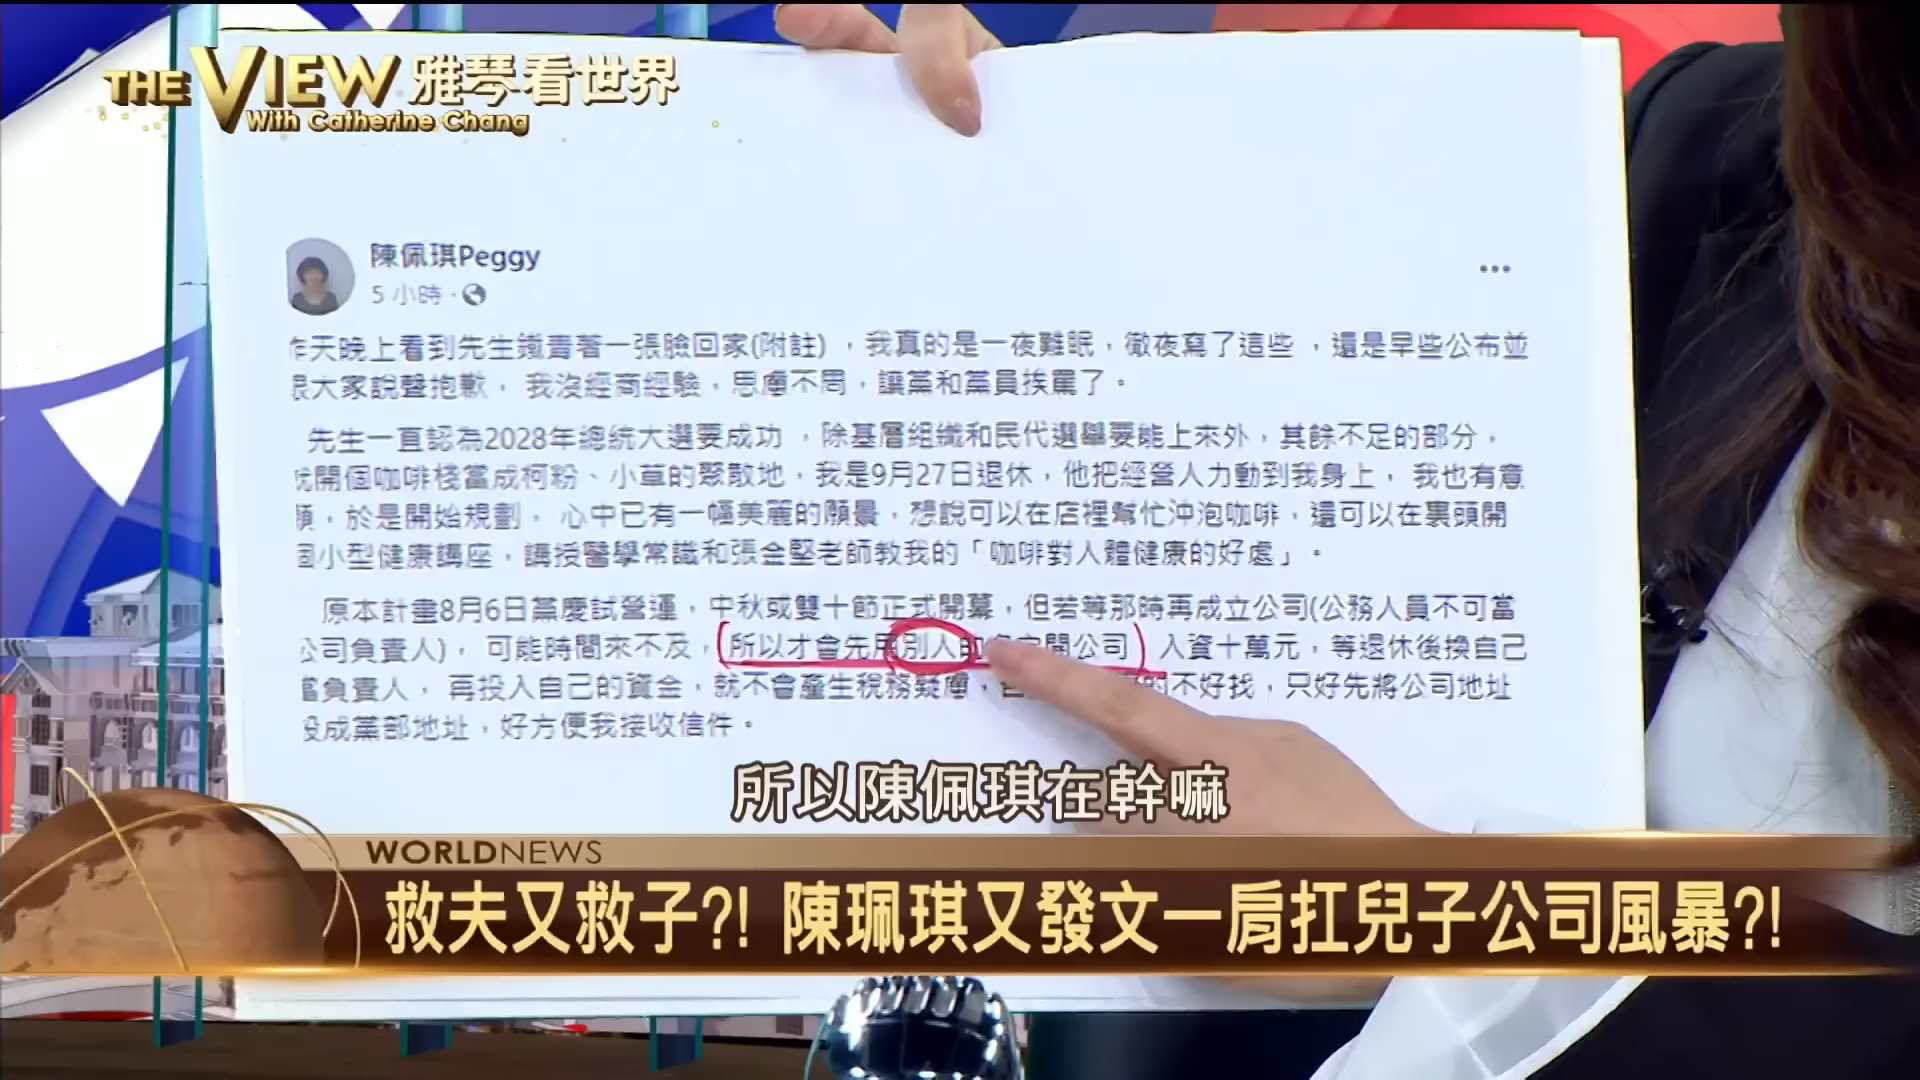 THE VIEW 雅琴看世界
With Catherine Chang
陳佩琪Peggy
5 小時
昨天晚上看到先生鐵青著一張臉回家(附註)，我真的是一夜難眠，徹夜寫了這些，還是早些公布並
跟大家說聲抱歉，我沒經商經驗，思慮不周，讓黨和黨員挨罵了。
先生一直認為2028年總統大選要成功，除基層組織和民代選舉要能上來外，其餘不足的部分，
就開個咖啡棧當成柯粉、小草的聚散地，我是9月27日退休，他把經營人力動到我身上，我也有意
願，於是開始規劃，心中已有一幅美麗的願景，想說可以在店裡幫忙沖泡咖啡，還可以在裏頭開
個小型健康講座，講授醫學常識和張金堅老師教我的「咖啡對人體健康的好處」。
原本計畫8月6日黨慶試營運，中秋或雙十節正式開幕，但若等那時再成立公司(公務人員不可當
公司負責人)，可能時間來不及，所以才會先用別人的名字開公司，入資十萬元，等退休後換自己
當負責人，再投入自己的資金，就不會產生稅務疑慮，的不好找，只好先將公司地址
設成黨部地址，好方便我接收信件。
所以陳佩琪在幹嘛
WORLDNEWS
救夫又救子?! 陳珮琪又發文一肩扛兒子公司風暴?!